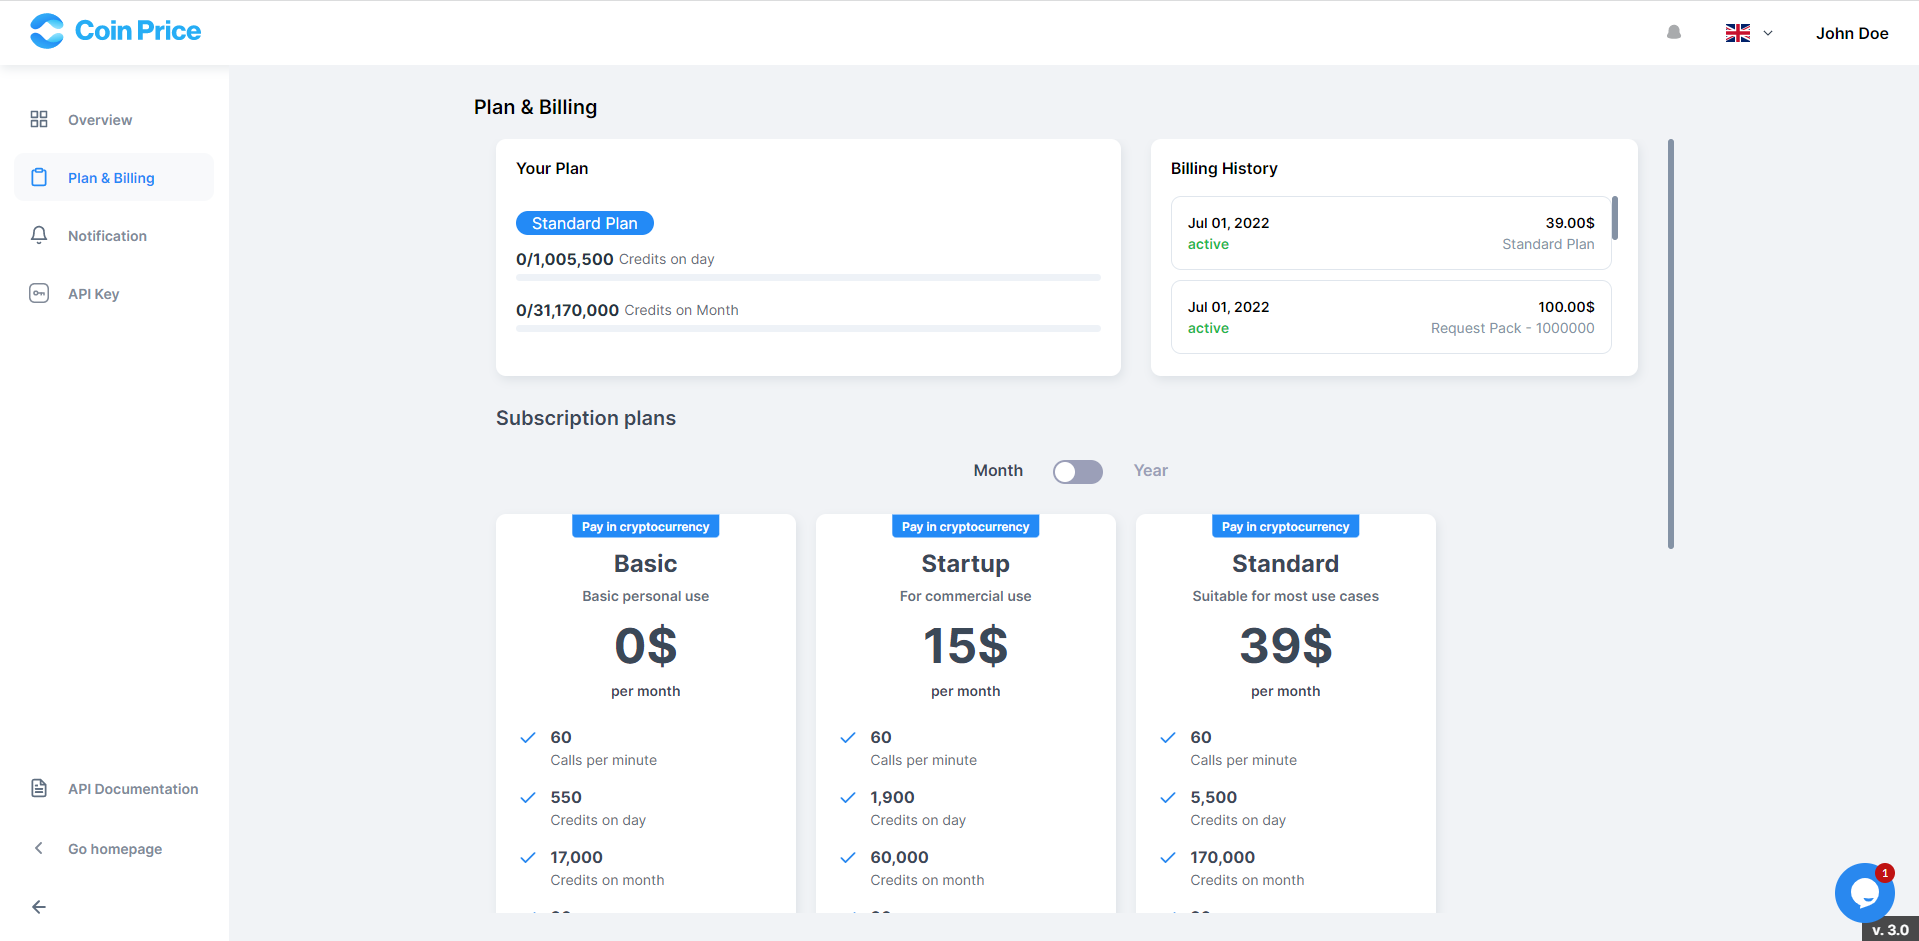 Coin Price
John Doe
Overview
Plan & Billing
Notification
API Key
API Documentation
Go homepage
Plan & Billing
Your Plan
Standard Plan
0/1,005,500 Credits on day
0/31,170,000 Credits on Month
Billing History
Jul 01, 2022 39.00$
active Standard Plan
Jul 01, 2022 100.00$
active Request Pack - 1000000
Subscription plans
Month Year
Pay in cryptocurrency
Basic
Basic personal use
0$
per month
60
Calls per minute
550
Credits on day
17,000
Credits on month
Pay in cryptocurrency
Startup
For commercial use
15$
per month
60
Calls per minute
1,900
Credits on day
60,000
Credits on month
Pay in cryptocurrency
Standard
Suitable for most use cases
39$
per month
60
Calls per minute
5,500
Credits on day
170,000
Credits on month
1
v. 3.0